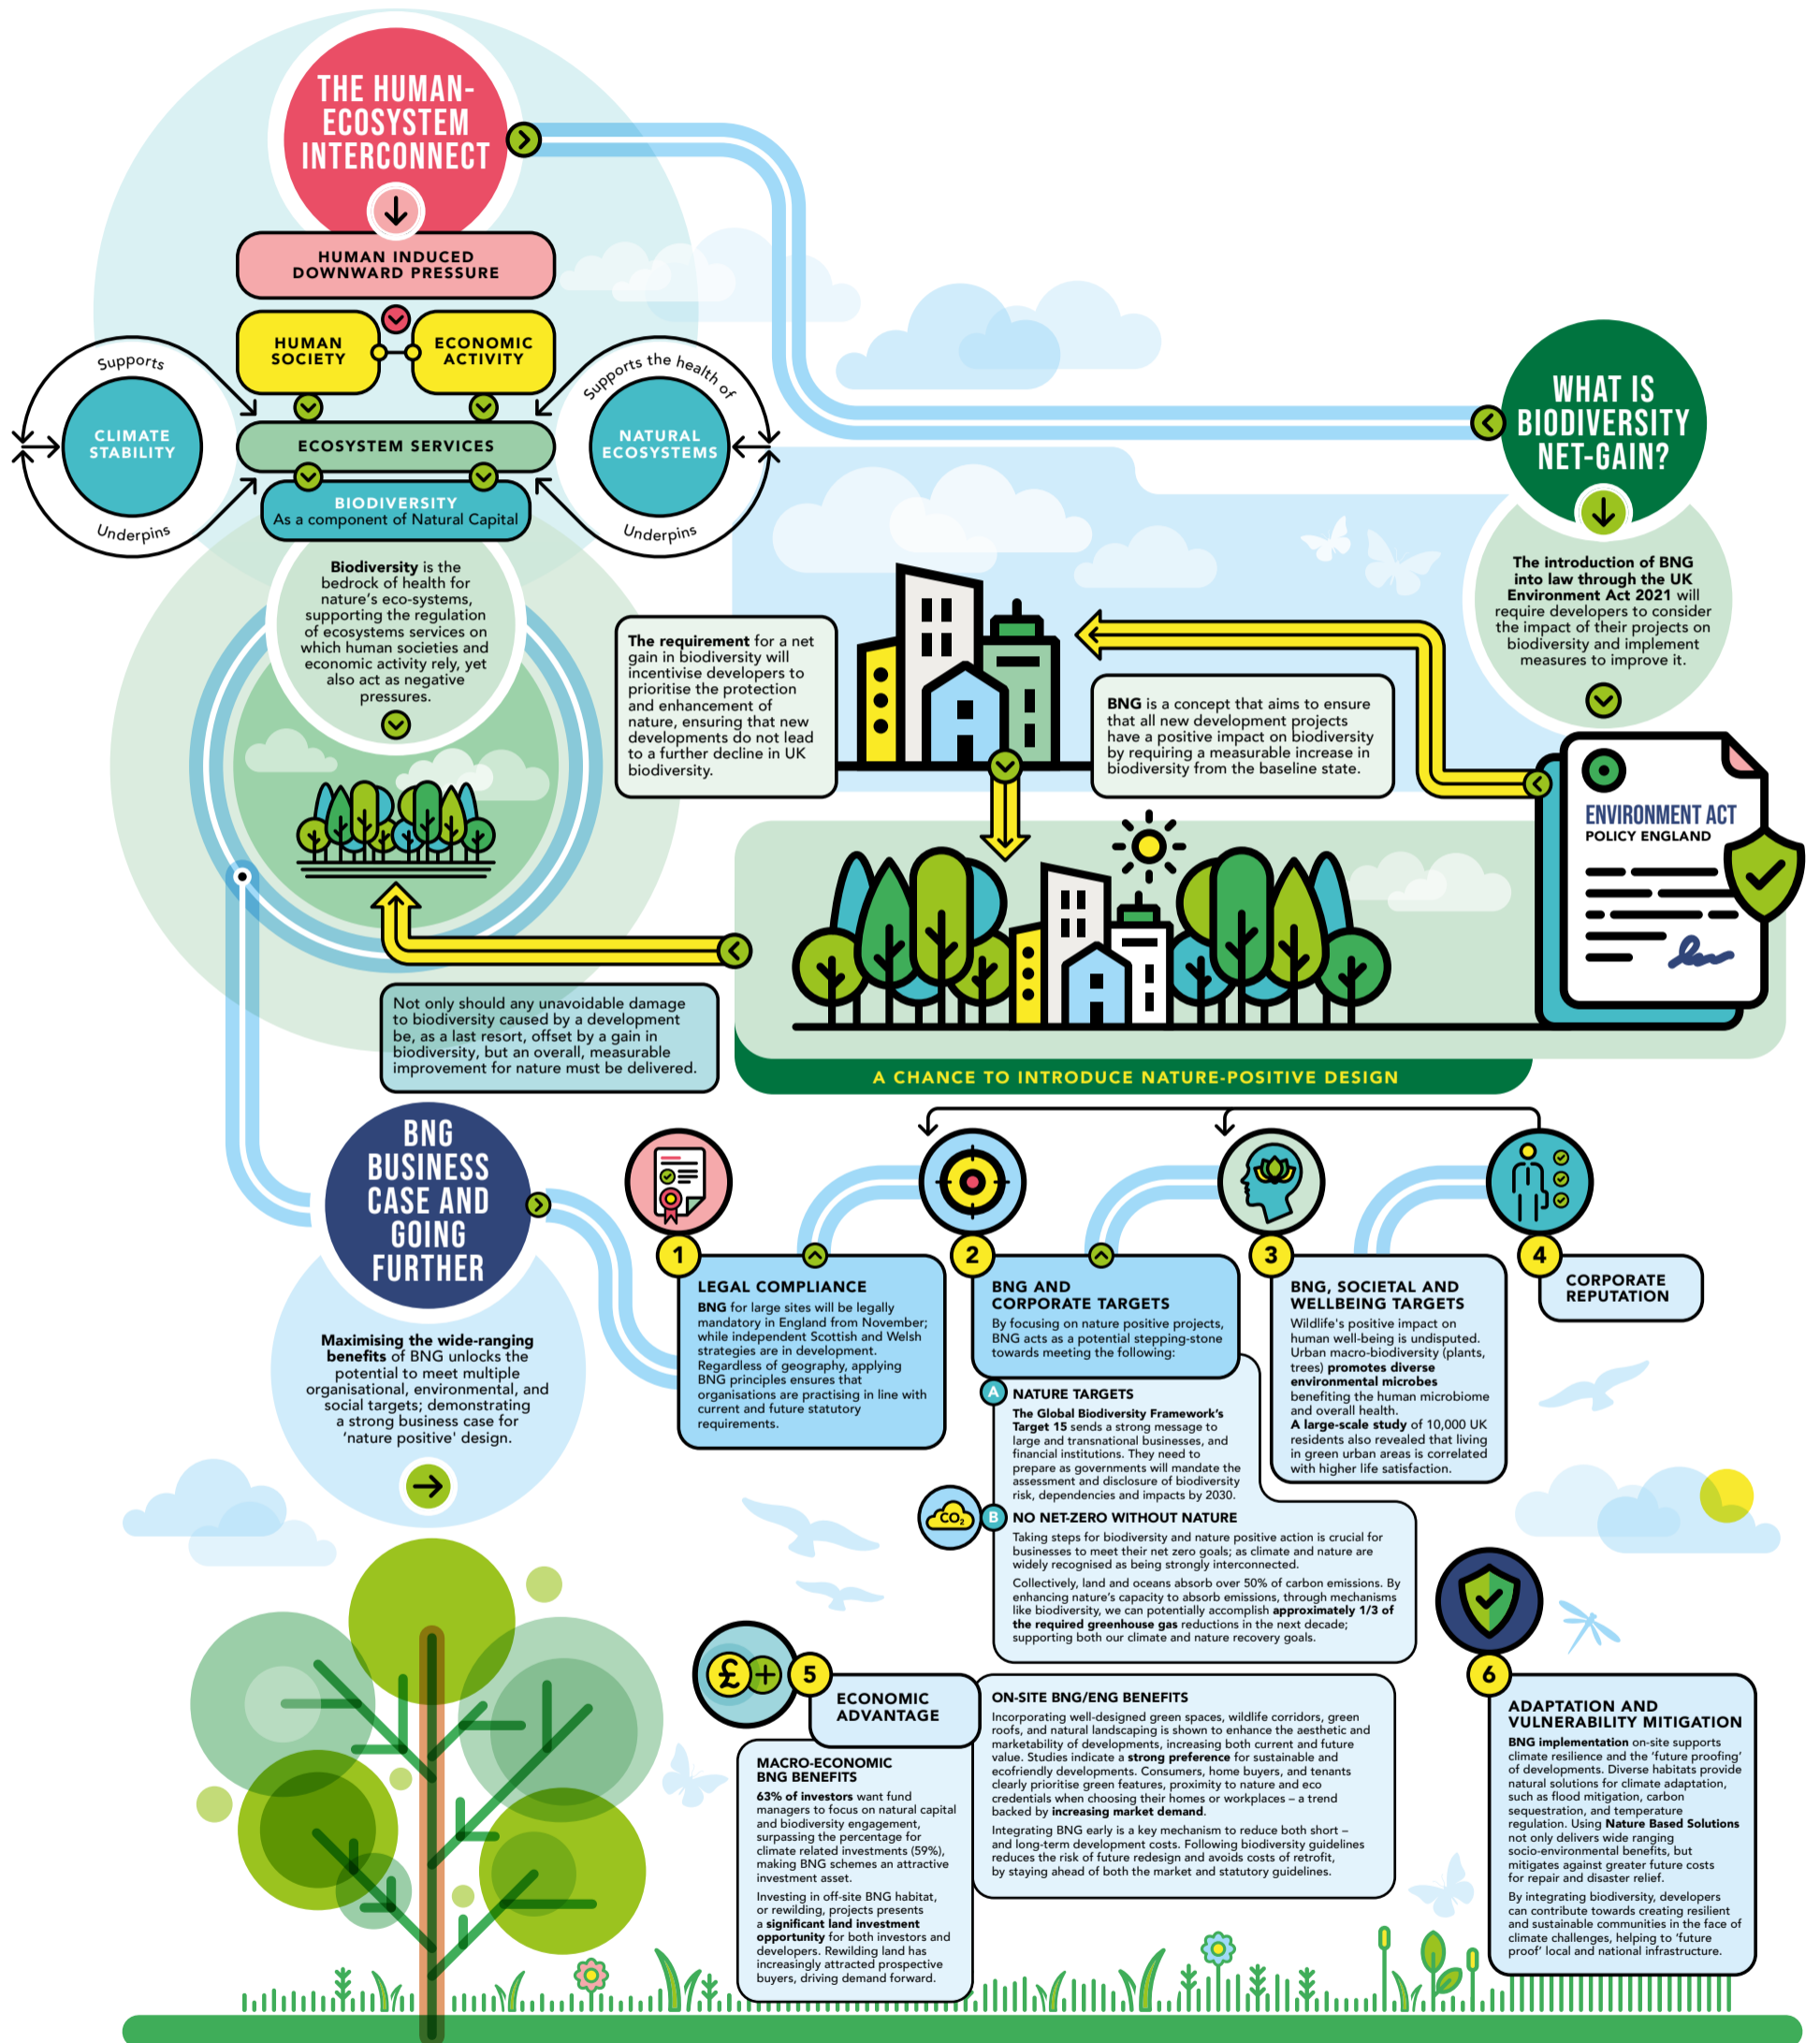 THE HUMAN-
ECOSYSTEM
INTERCONNECT
HUMAN INDUCED
DOWNWARD PRESSURE
HUMAN
SOCIETY
ECONOMIC
ACTIVITY
Supports
CLIMATE
STABILITY
Underpins
ECOSYSTEM SERVICES
Supports the health of
NATURAL
ECOSYSTEMS
Underpins
BIODIVERSITY
As a component of Natural Capital
Biodiversity is the
bedrock of health for
nature's eco-systems,
supporting the regulation
of ecosystems services on
which human societies and
economic activity rely, yet
also act as negative
pressures.
WHAT IS
BIODIVERSITY
NET-GAIN?
The introduction of BNG
into law through the UK
Environment Act 2021 will
require developers to consider
the impact of their projects on
biodiversity and implement
measures to improve it.
ENVIRONMENT ACT
POLICY ENGLAND
BNG is a concept that aims to ensure
that all new development projects
have a positive impact on biodiversity
by requiring a measurable increase in
biodiversity from the baseline state.
The requirement for a net
gain in biodiversity will
incentivise developers to
prioritise the protection
and enhancement of
nature, ensuring that new
developments do not lead
to a further decline in UK
biodiversity.
A CHANCE TO INTRODUCE NATURE-POSITIVE DESIGN
Not only should any unavoidable damage
to biodiversity caused by a development
be, as a last resort, offset by a gain in
biodiversity, but an overall, measurable
improvement for nature must be delivered.
BNG
BUSINESS
CASE AND
GOING
FURTHER
Maximising the wide-ranging
benefits of BNG unlocks the
potential to meet multiple
organisational, environmental, and
social targets; demonstrating
a strong business case for
'nature positive' design.
1
LEGAL COMPLIANCE
BNG for large sites will be legally
mandatory in England from November;
while independent Scottish and Welsh
strategies are in development.
Regardless of geography, applying
BNG principles ensures that
organisations are practising in line with
current and future statutory
requirements.
2
BNG AND
CORPORATE TARGETS
By focusing on nature positive projects,
BNG acts as a potential stepping-stone
towards meeting the following:
A
NATURE TARGETS
The Global Biodiversity Framework's
Target 15 sends a strong message to
large and transnational businesses, and
financial institutions. They need to
prepare as governments will mandate the
assessment and disclosure of biodiversity
risk, dependencies and impacts by 2030.
CO2
B
NO NET-ZERO WITHOUT NATURE
Taking steps for biodiversity and nature positive action is crucial for
businesses to meet their net zero goals; as climate and nature are
widely recognised as being strongly interconnected.
Collectively, land and oceans absorb over 50% of carbon emissions. By
enhancing nature's capacity to absorb emissions, through mechanisms
like biodiversity, we can potentially accomplish approximately 1/3 of
the required greenhouse gas reductions in the next decade;
supporting both our climate and nature recovery goals.
3
BNG, SOCIETAL AND
WELLBEING TARGETS
Wildlife's positive impact on
human well-being is undisputed.
Urban macro-biodiversity (plants,
trees) promotes diverse
environmental microbes
benefiting the human microbiome
and overall health.
A large-scale study of 10,000 UK
residents also revealed that living
in green urban areas is correlated
with higher life satisfaction.
4
CORPORATE
REPUTATION
£ +
5
ECONOMIC
ADVANTAGE
MACRO-ECONOMIC
BNG BENEFITS
63% of investors want fund
managers to focus on natural capital
and biodiversity engagement,
surpassing the percentage for
climate related investments (59%),
making BNG schemes an attractive
investment asset.
Investing in off-site BNG habitat,
or rewilding, projects presents
a significant land investment
opportunity for both investors and
developers. Rewilding land has
increasingly attracted prospective
buyers, driving demand forward.
ON-SITE BNG/ENG BENEFITS
Incorporating well-designed green spaces, wildlife corridors, green
roofs, and natural landscaping is shown to enhance the aesthetic and
marketability of developments, increasing both current and future
value. Studies indicate a strong preference for sustainable and
ecofriendly developments. Consumers, home buyers, and tenants
clearly prioritise green features, proximity to nature and eco
credentials when choosing their homes or workplaces – a trend
backed by increasing market demand.
Integrating BNG early is a key mechanism to reduce both short –
and long-term development costs. Following biodiversity guidelines
reduces the risk of future redesign and avoids costs of retrofit,
by staying ahead of both the market and statutory guidelines.
6
ADAPTATION AND
VULNERABILITY MITIGATION
BNG implementation on-site supports
climate resilience and the 'future proofing'
of developments. Diverse habitats provide
natural solutions for climate adaptation,
such as flood mitigation, carbon
sequestration, and temperature
regulation. Using Nature Based Solutions
not only delivers wide ranging
socio-environmental benefits, but
mitigates against greater future costs
for repair and disaster relief.
By integrating biodiversity, developers
can contribute towards creating resilient
and sustainable communities in the face of
climate challenges, helping to 'future
proof' local and national infrastructure.